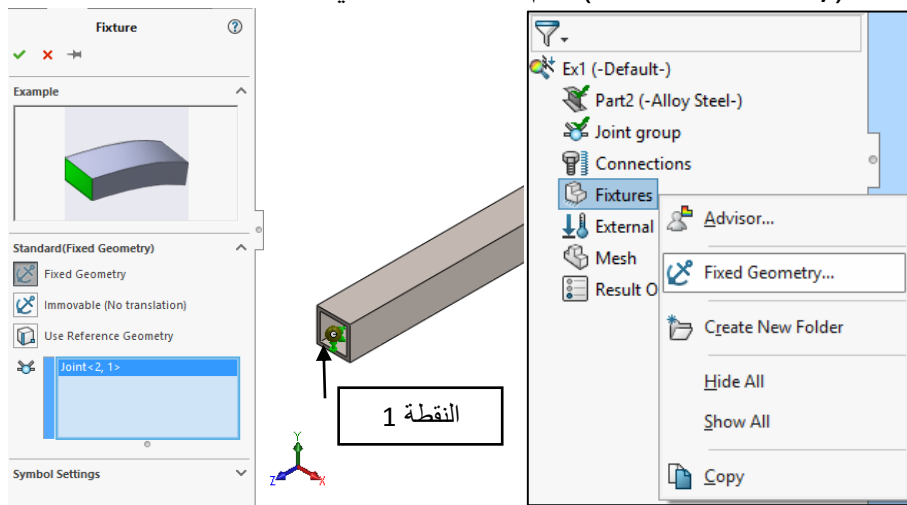 Fixture
Example
Standard(Fixed Geometry)
Fixed Geometry
Immovable (No translation)
Use Reference Geometry
Joint<2, 1>
Symbol Settings
النقطة 1
Y
Z
X
Ex1 (-Default-)
Part2 (-Alloy Steel-)
Joint group
Connections
Fixtures
External
Mesh
Result O
Advisor...
Fixed Geometry...
Create New Folder
Hide All
Show All
Copy